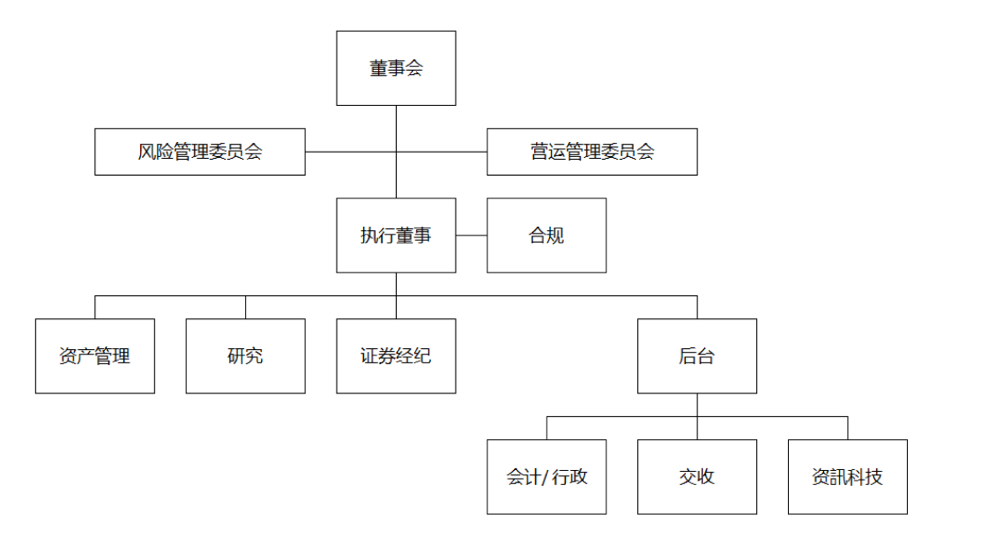 董事会
风险管理委员会
营运管理委员会
执行董事
合规
资产管理
研究
证券经纪
后台
会计/ 行政
交收
资訊科技